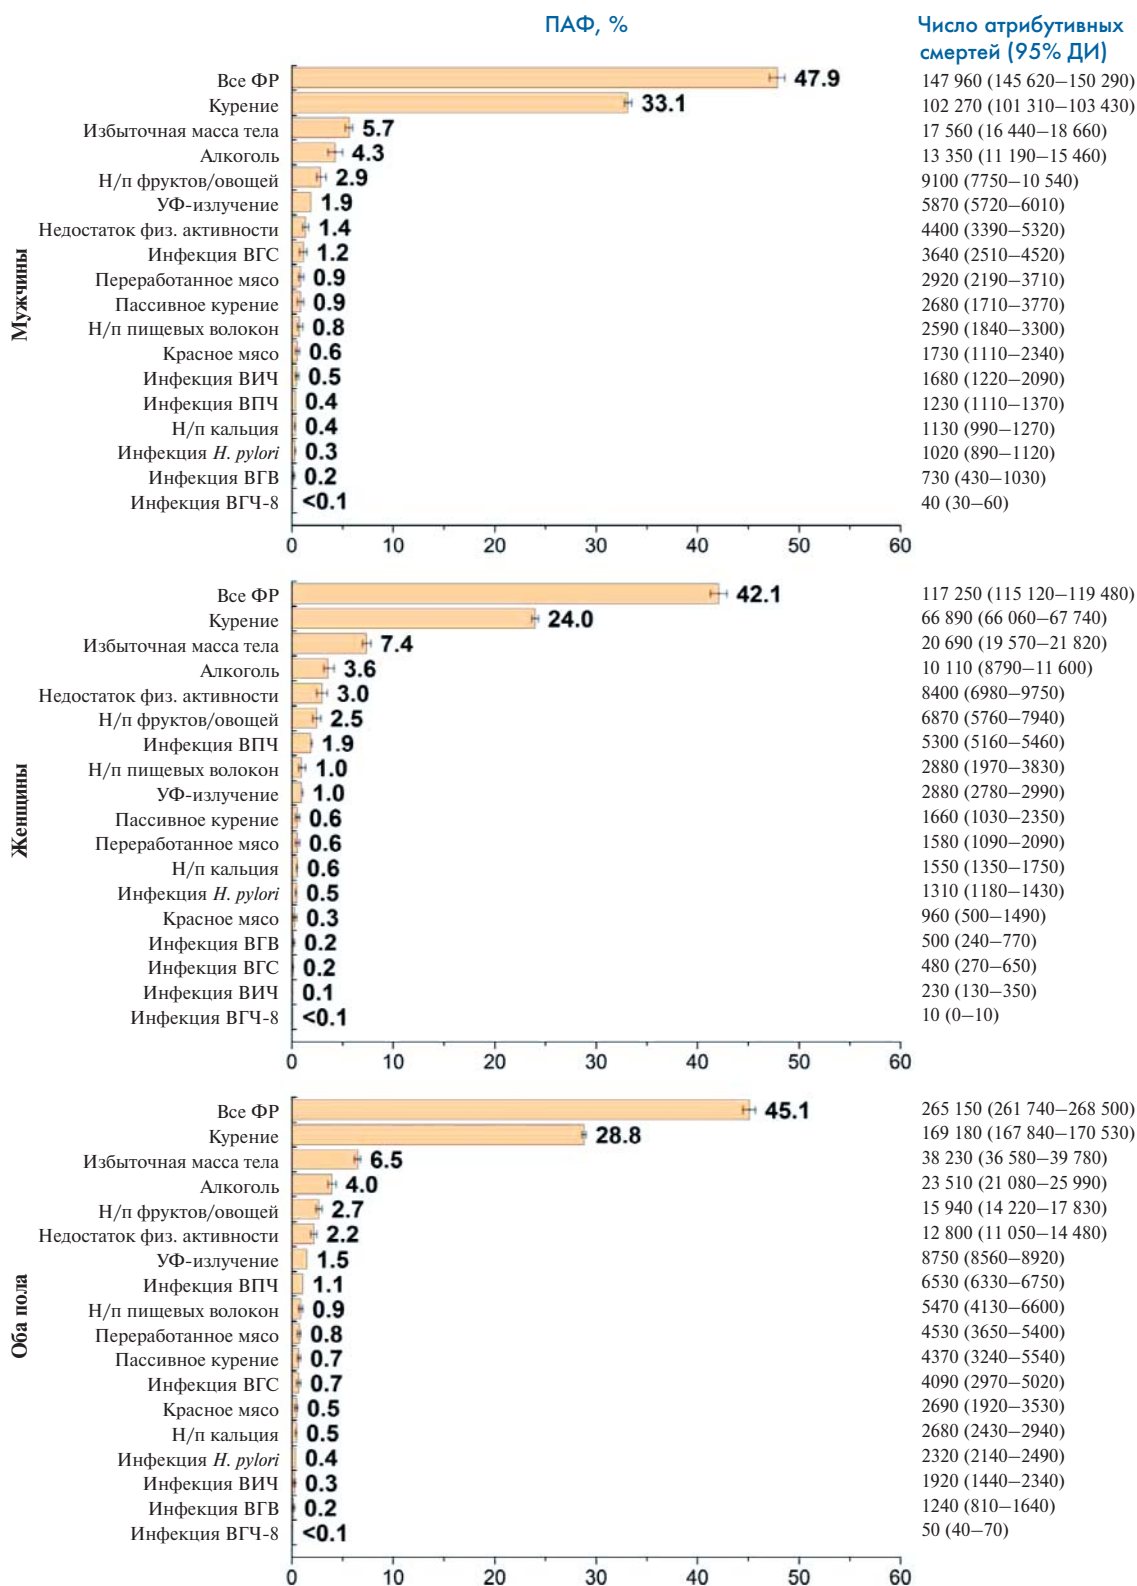 ПАФ, %
Число атрибутивных
смертей (95% ДИ)
Мужчины
Все ФР 47.9 147 960 (145 620–150 290)
Курение 33.1 102 270 (101 310–103 430)
Избыточная масса тела 5.7 17 560 (16 440–18 660)
Алкоголь 4.3 13 350 (11 190–15 460)
Н/п фруктов/овощей 2.9 9100 (7750–10 540)
УФ-излучение 1.9 5870 (5720–6010)
Недостаток физ. активности 1.4 4400 (3390–5320)
Инфекция ВГС 1.2 3640 (2510–4520)
Переработанное мясо 0.9 2920 (2190–3710)
Пассивное курение 0.9 2680 (1710–3770)
Н/п пищевых волокон 0.8 2590 (1840–3300)
Красное мясо 0.6 1730 (1110–2340)
Инфекция ВИЧ 0.5 1680 (1220–2090)
Инфекция ВПЧ 0.4 1230 (1110–1370)
Н/п кальция 0.4 1130 (990–1270)
Инфекция H. pylori 0.3 1020 (890–1120)
Инфекция ВГВ 0.2 730 (430–1030)
Инфекция ВГЧ-8 <0.1 40 (30–60)
0 10 20 30 40 50 60
Женщины
Все ФР 42.1 117 250 (115 120–119 480)
Курение 24.0 66 890 (66 060–67 740)
Избыточная масса тела 7.4 20 690 (19 570–21 820)
Алкоголь 3.6 10 110 (8790–11 600)
Недостаток физ. активности 3.0 8400 (6980–9750)
Н/п фруктов/овощей 2.5 6870 (5760–7940)
Инфекция ВПЧ 1.9 5300 (5160–5460)
Н/п пищевых волокон 1.0 2880 (1970–3830)
УФ-излучение 1.0 2880 (2780–2990)
Пассивное курение 0.6 1660 (1030–2350)
Переработанное мясо 0.6 1580 (1090–2090)
Н/п кальция 0.6 1550 (1350–1750)
Инфекция H. pylori 0.5 1310 (1180–1430)
Красное мясо 0.3 960 (500–1490)
Инфекция ВГВ 0.2 500 (240–770)
Инфекция ВГС 0.2 480 (270–650)
Инфекция ВИЧ 0.1 230 (130–350)
Инфекция ВГЧ-8 <0.1 10 (0–10)
0 10 20 30 40 50 60
Оба пола
Все ФР 45.1 265 150 (261 740–268 500)
Курение 28.8 169 180 (167 840–170 530)
Избыточная масса тела 6.5 38 230 (36 580–39 780)
Алкоголь 4.0 23 510 (21 080–25 990)
Н/п фруктов/овощей 2.7 15 940 (14 220–17 830)
Недостаток физ. активности 2.2 12 800 (11 050–14 480)
УФ-излучение 1.5 8750 (8560–8920)
Инфекция ВПЧ 1.1 6530 (6330–6750)
Н/п пищевых волокон 0.9 5470 (4130–6600)
Переработанное мясо 0.8 4530 (3650–5400)
Пассивное курение 0.7 4370 (3240–5540)
Инфекция ВГС 0.7 4090 (2970–5020)
Красное мясо 0.5 2690 (1920–3530)
Н/п кальция 0.5 2680 (2430–2940)
Инфекция H. pylori 0.4 2320 (2140–2490)
Инфекция ВИЧ 0.3 1920 (1440–2340)
Инфекция ВГВ 0.2 1240 (810–1640)
Инфекция ВГЧ-8 <0.1 50 (40–70)
0 10 20 30 40 50 60